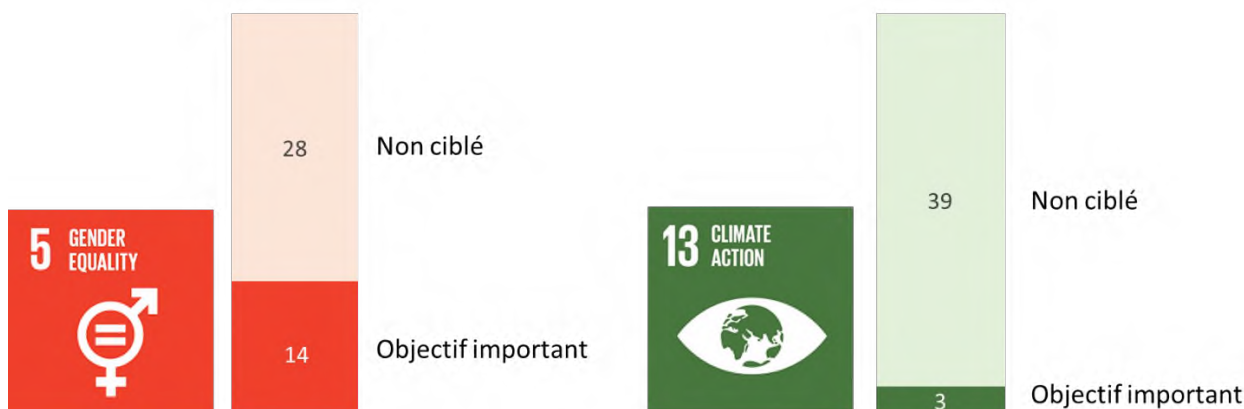 28
Non ciblé
5 GENDER
EQUALITY
14
Objectif important
39
Non ciblé
13 CLIMATE
ACTION
3
Objectif important